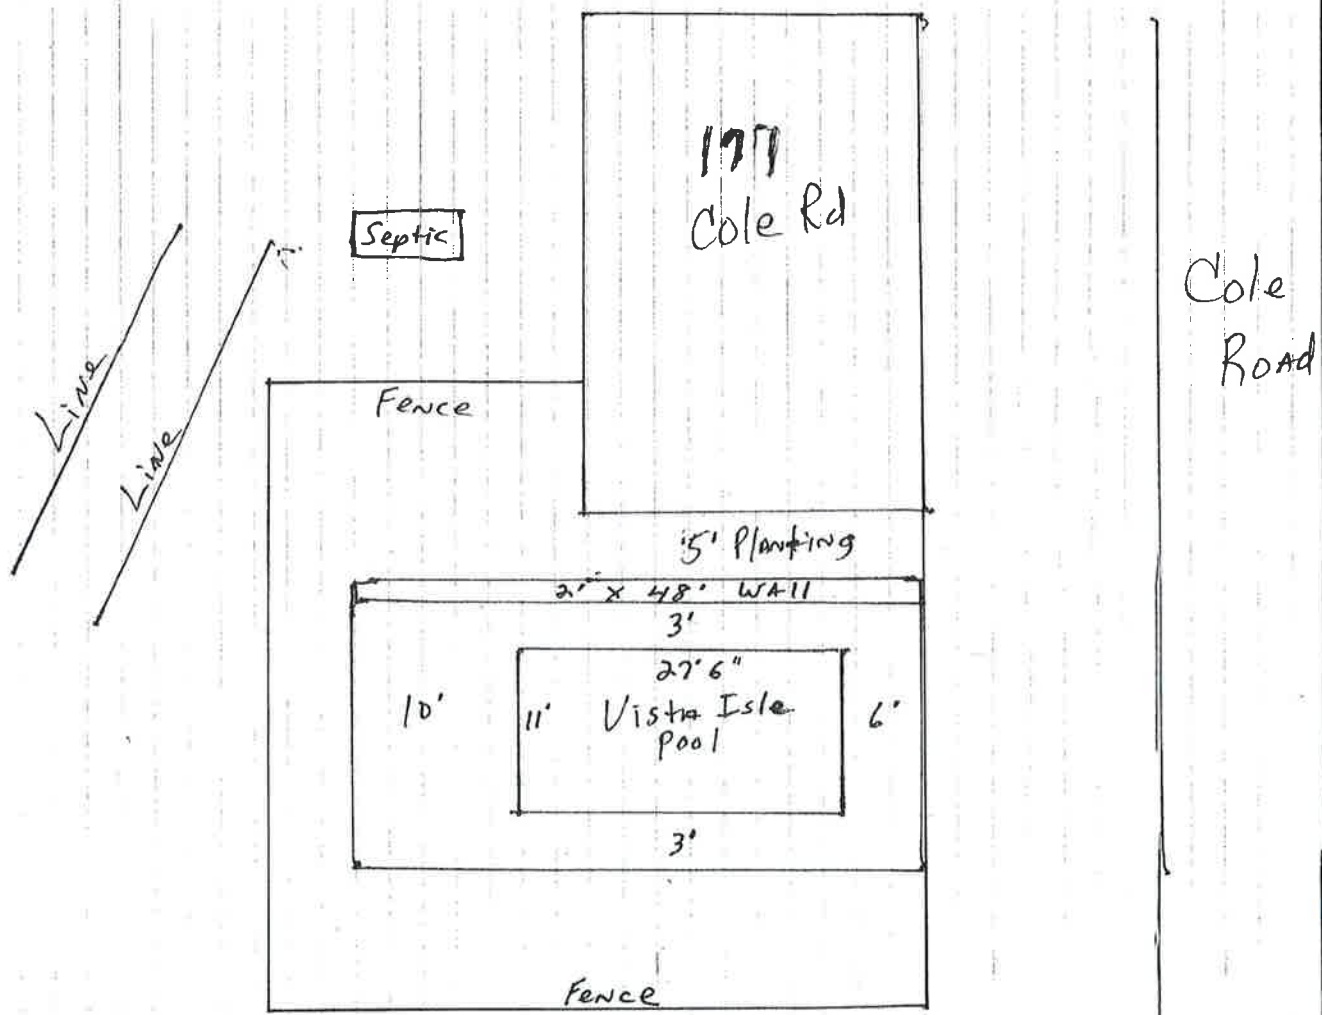 177
Cole Rd
Septic
Cole
Road
Line
Line
Fence
5' Planting
2' x 48' Wall
3'
27'6"
10'
11'
Vista Isle
Pool
6'
3'
Fence